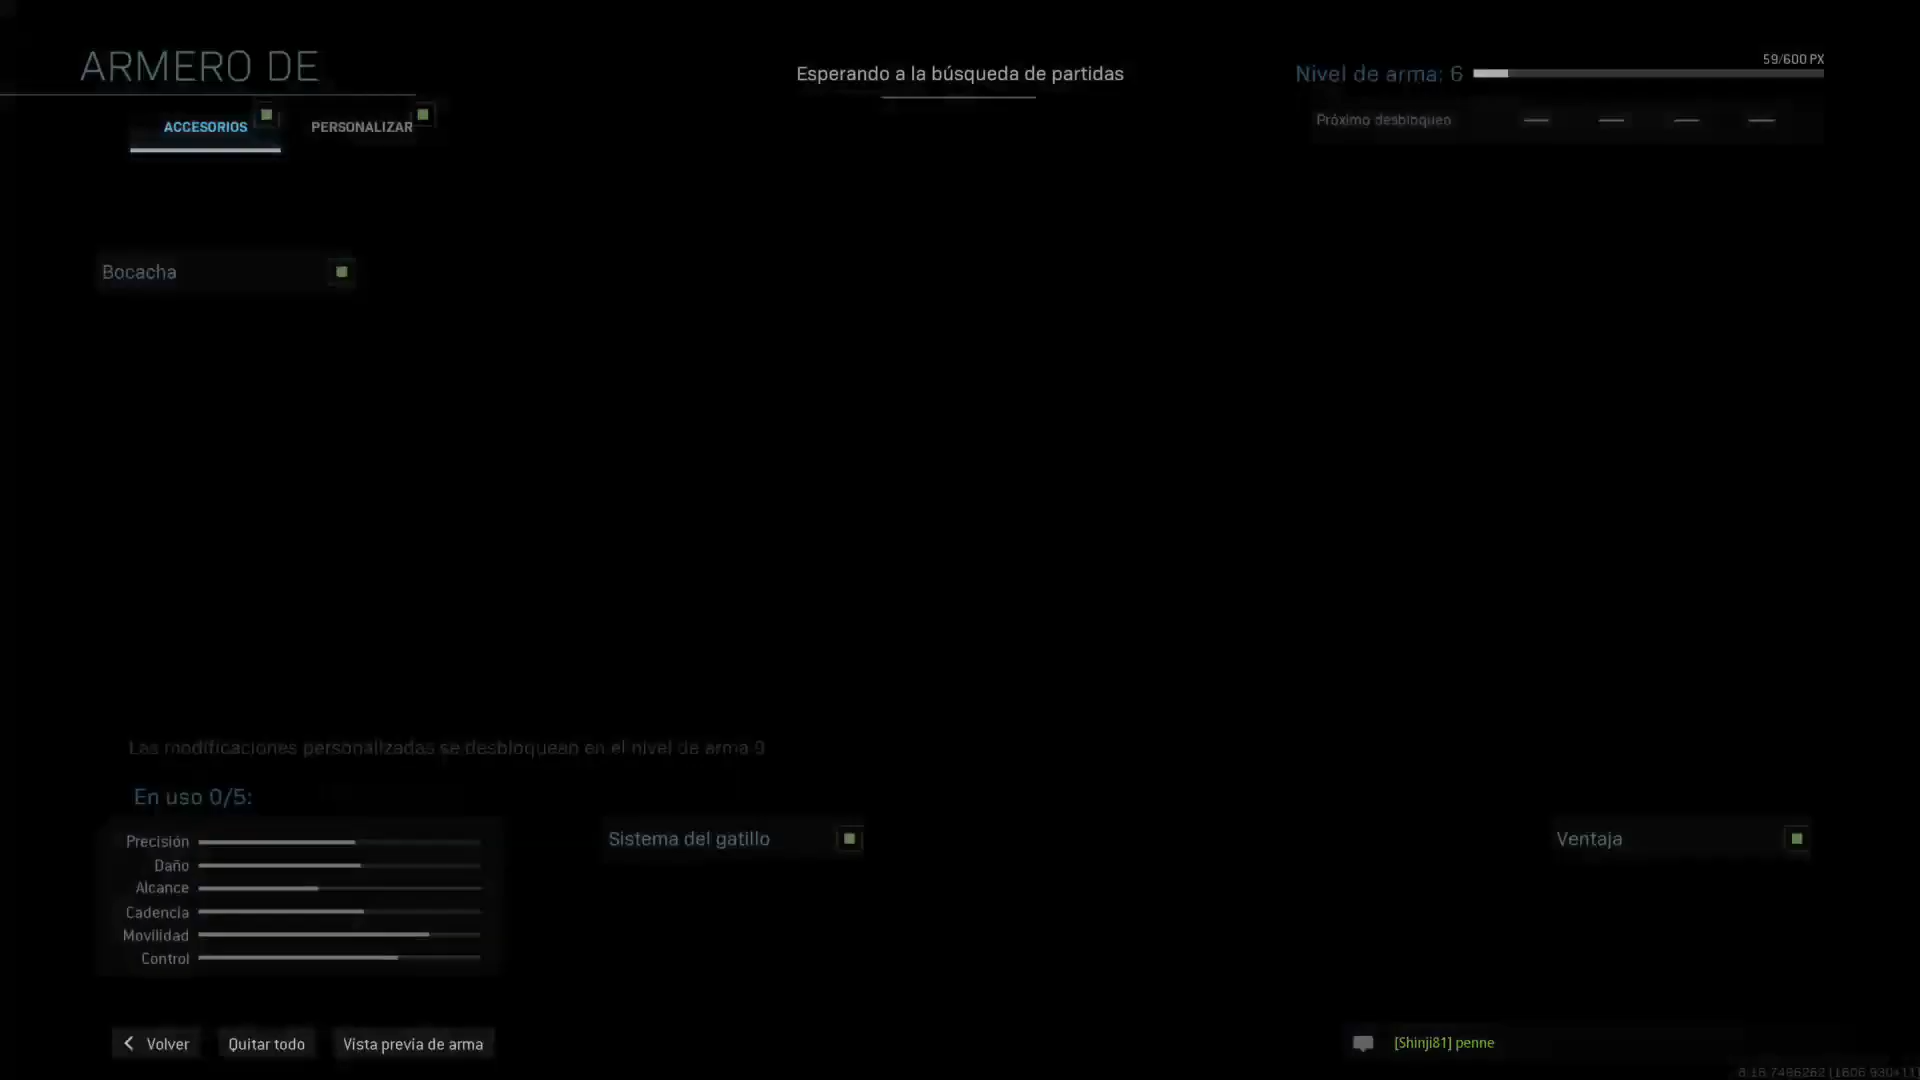 ARMERO DE
Esperando a la búsqueda de partidas
Nivel de arma: 6
59/600 PX
ACCESORIOS
PERSONALIZAR
Próximo desbloqueo
Bocacha
Las modificaciones personalizadas se desbloquean en el nivel de arma 9
En uso 0/5:
Precisión
Daño
Alcance
Cadencia
Movilidad
Control
Sistema del gatillo
Ventaja
Volver
Quitar todo
Vista previa de arma
[Shinji81] penne